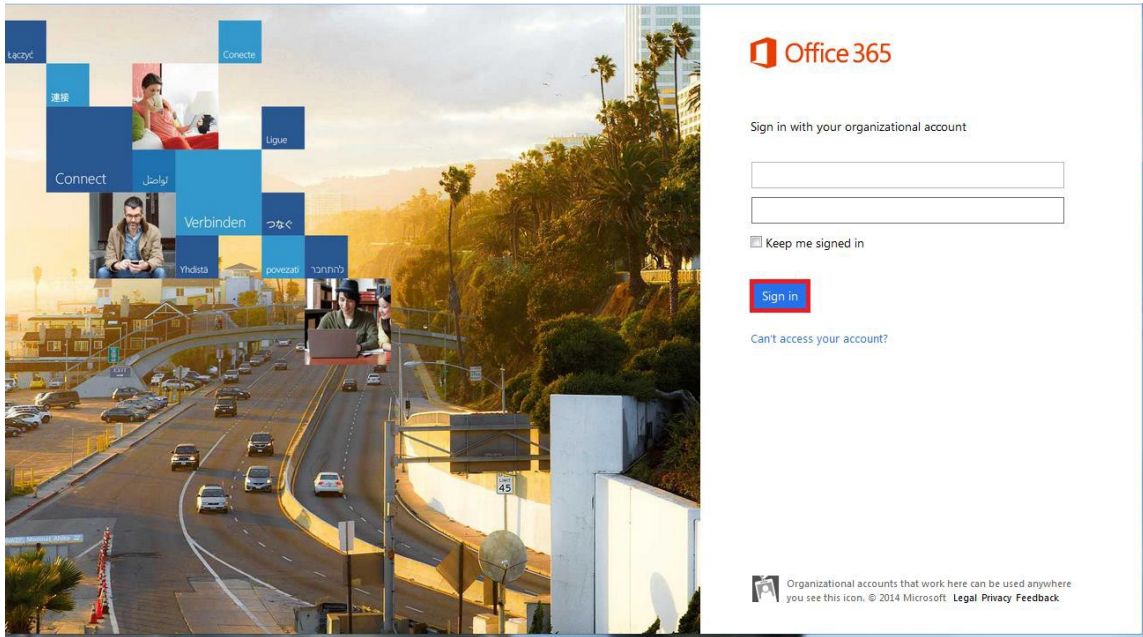 Łączyć
Conecte
連接
Ligue
Connect
تواصل
Verbinden
つなぐ
Yhdistä
povezati
להתחבר
EXIT
LIMIT
45
Office 365
Sign in with your organizational account
Keep me signed in
Sign in
Can't access your account?
Organizational accounts that work here can be used anywhere
you see this icon. © 2014 Microsoft Legal Privacy Feedback